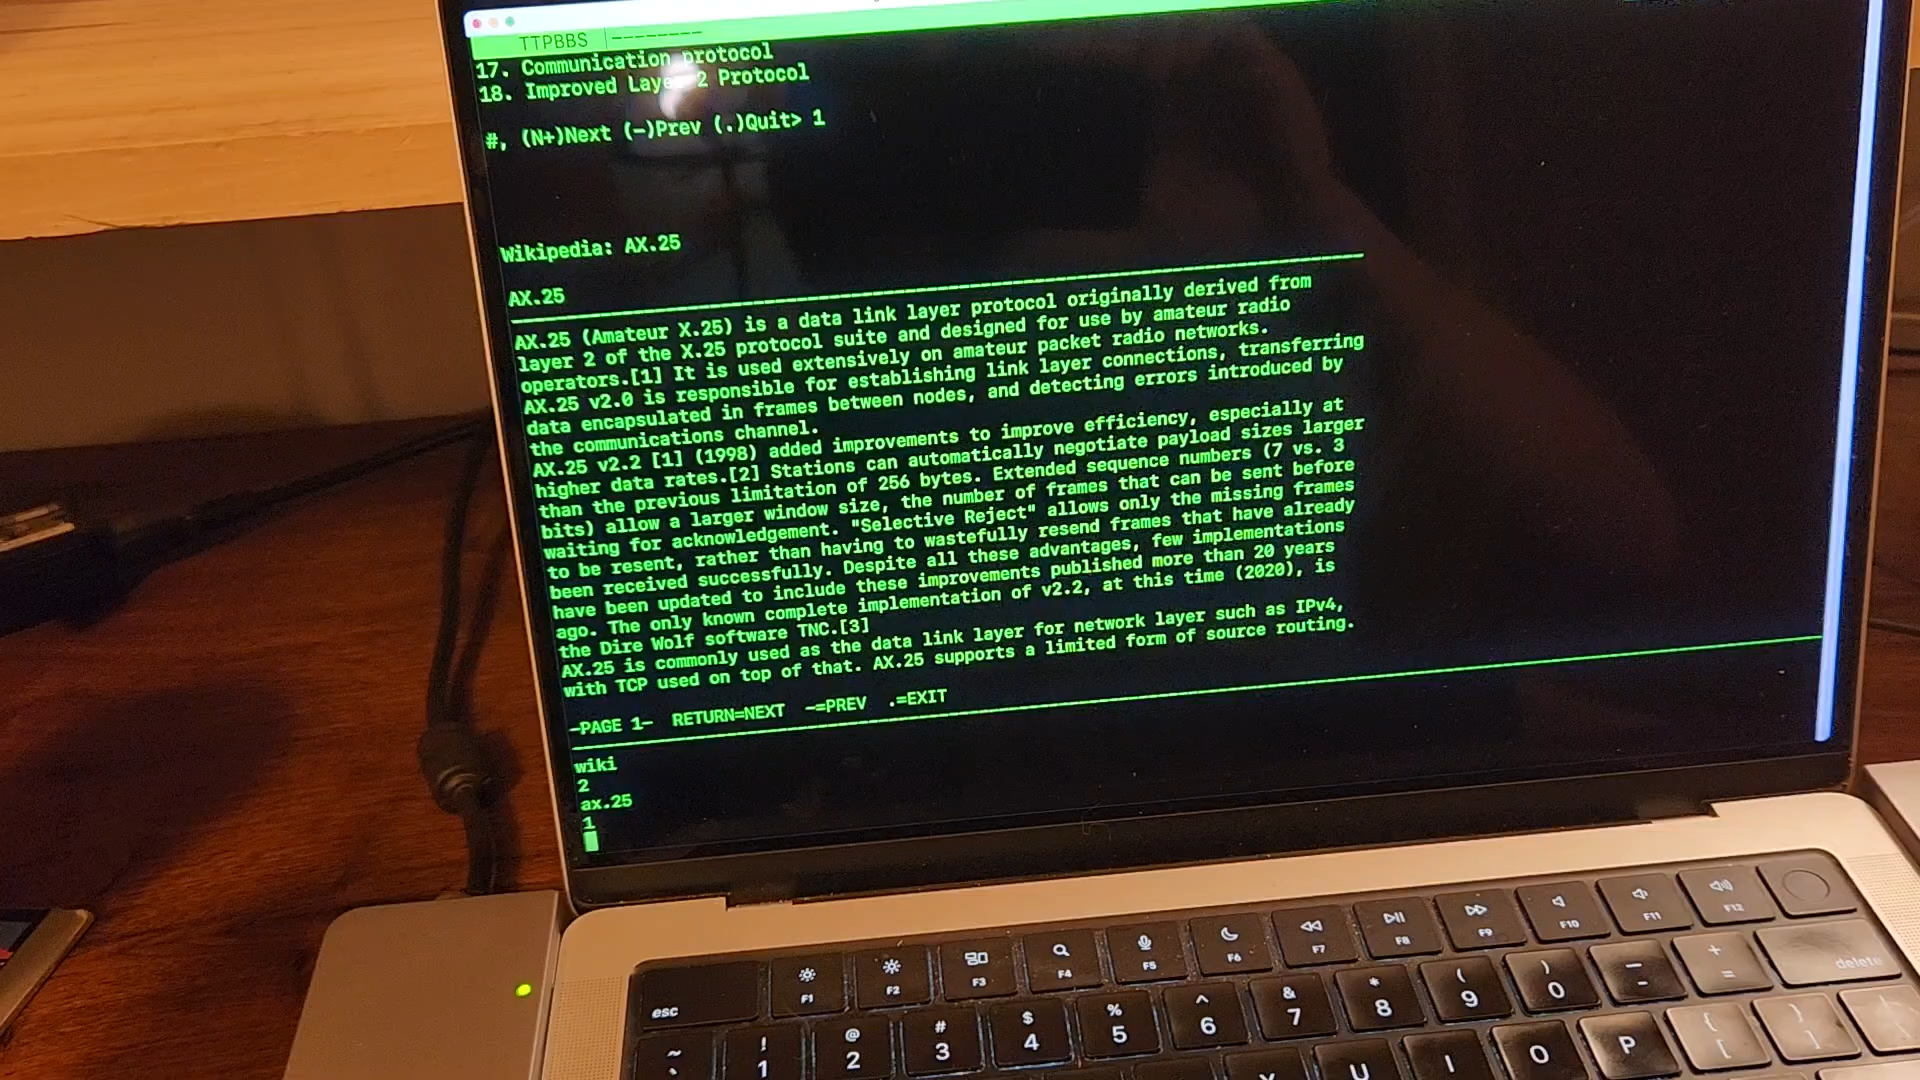 TTPBBS |--------
17. Communication protocol
18. Improved Layer 2 Protocol
#, (N+)Next (-)Prev (.)Quit> 1
Wikipedia: AX.25
AX.25
AX.25 (Amateur X.25) is a data link layer protocol originally derived from
layer 2 of the X.25 protocol suite and designed for use by amateur radio
operators.[1] It is used extensively on amateur packet radio networks.
AX.25 v2.0 is responsible for establishing link layer connections, transferring
data encapsulated in frames between nodes, and detecting errors introduced by
the communications channel.
AX.25 v2.2 [1] (1998) added improvements to improve efficiency, especially at
higher data rates.[2] Stations can automatically negotiate payload sizes larger
than the previous limitation of 256 bytes. Extended sequence numbers (7 vs. 3
bits) allow a larger window size, the number of frames that can be sent before
waiting for acknowledgement. "Selective Reject" allows only the missing frames
to be resent, rather than having to wastefully resend frames that have already
been received successfully. Despite all these advantages, few implementations
have been updated to include these improvements published more than 20 years
ago. The only known complete implementation of v2.2, at this time (2020), is
the Dire Wolf software TNC.[3]
AX.25 is commonly used as the data link layer for network layer such as IPv4,
with TCP used on top of that. AX.25 supports a limited form of source routing.
-PAGE 1-  RETURN=NEXT  -=PREV  .=EXIT
wiki
2
ax.25
1
esc F1 F2 F3 F4 F5 F6 F7 F8 F9 F10 F11 F12
~ ! @ # $ % ^ & * ( ) - + delete
` 1 2 3 4 5 6 7 8 9 0 - =
U I O P { [ } ]